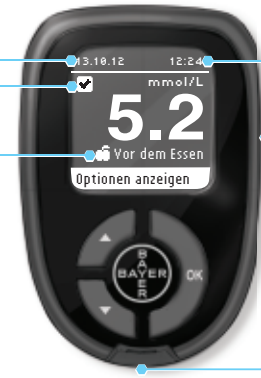 13.10.12 12:24
mmol/L
5.2
Vor dem Essen
Optionen anzeigen
BAYER
BAYER
OK